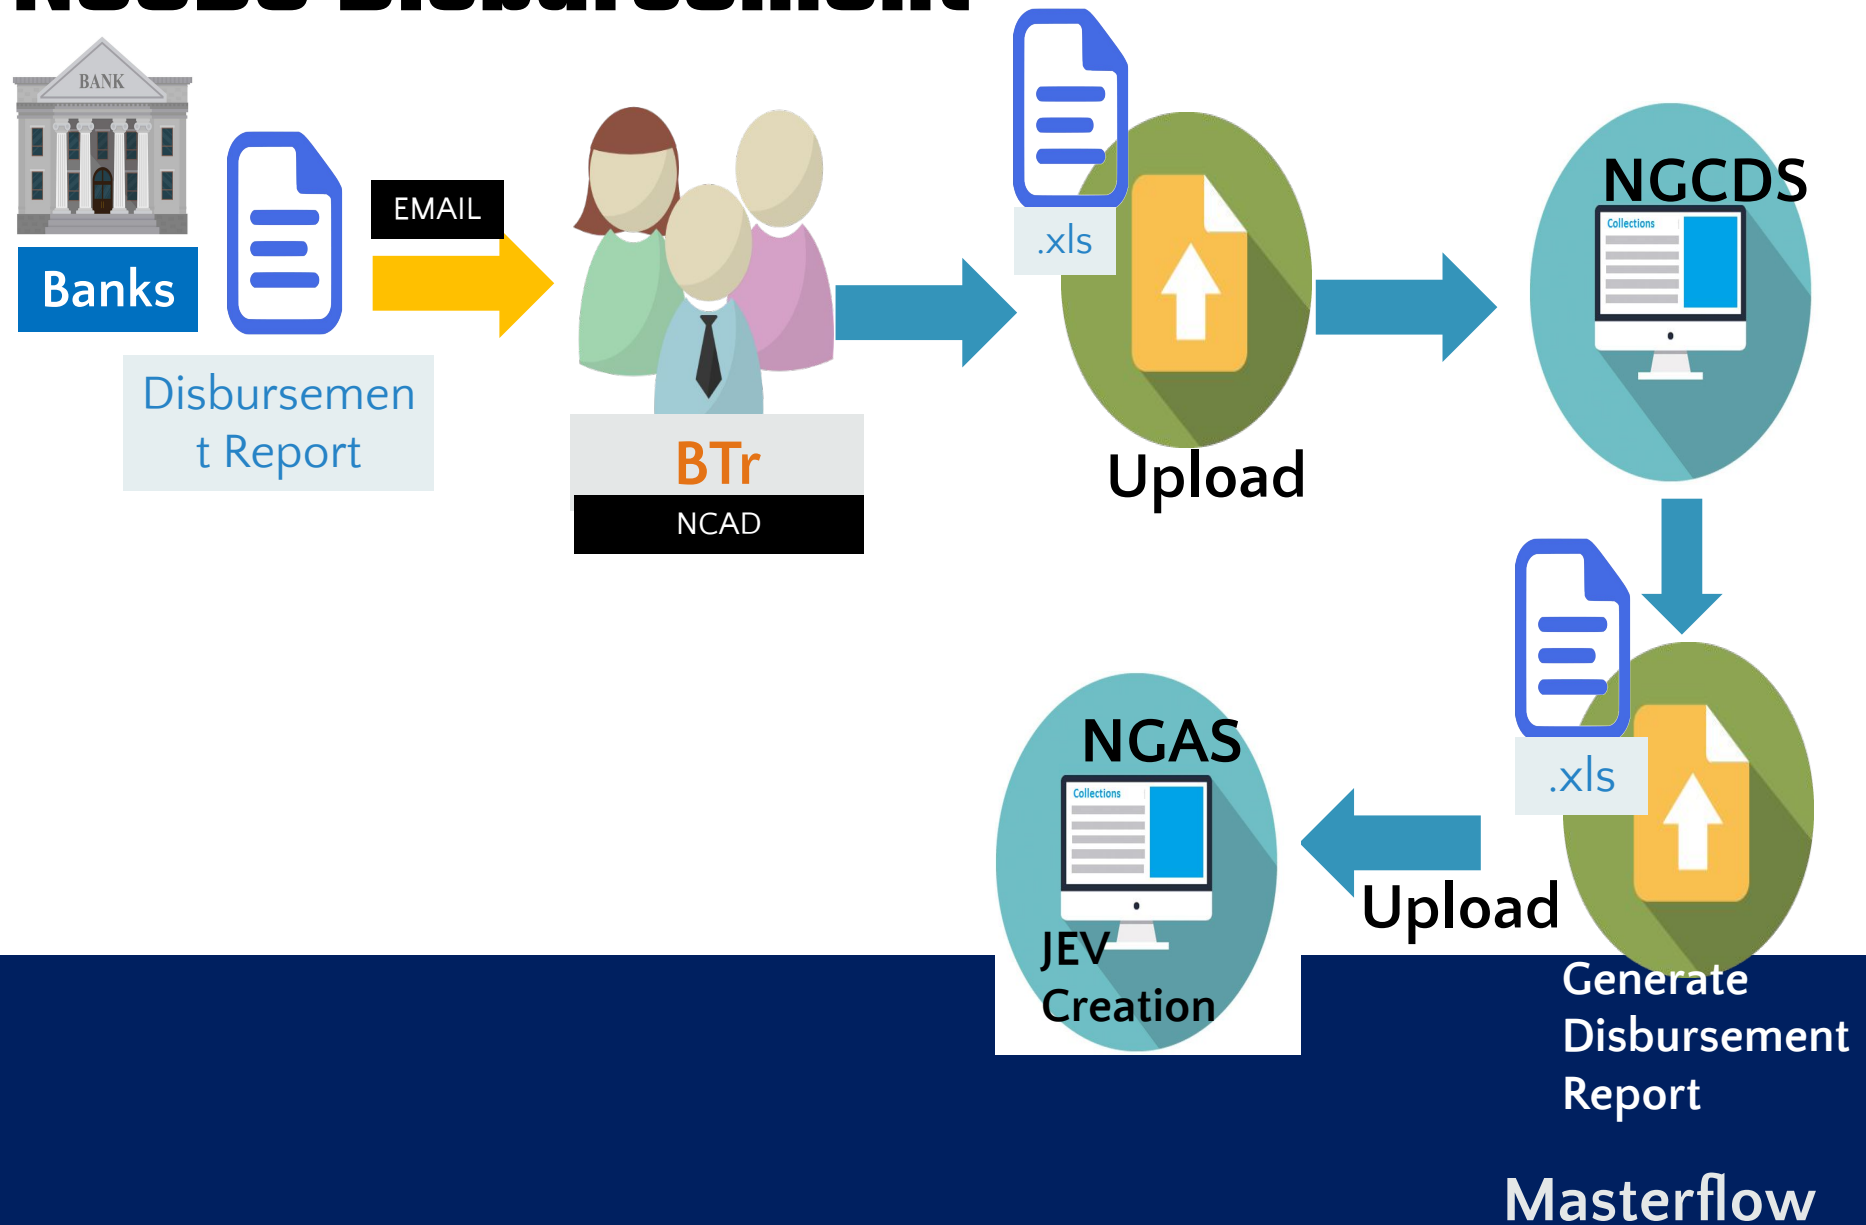 Disbursement
BANK
Banks
Disbursemen
t Report
EMAIL
BTr
NCAD
.xls
Upload
NGCDS
Collections
.xls
Upload
Generate
Disbursement
Report
NGAS
Collections
JEV
Creation
Masterflow